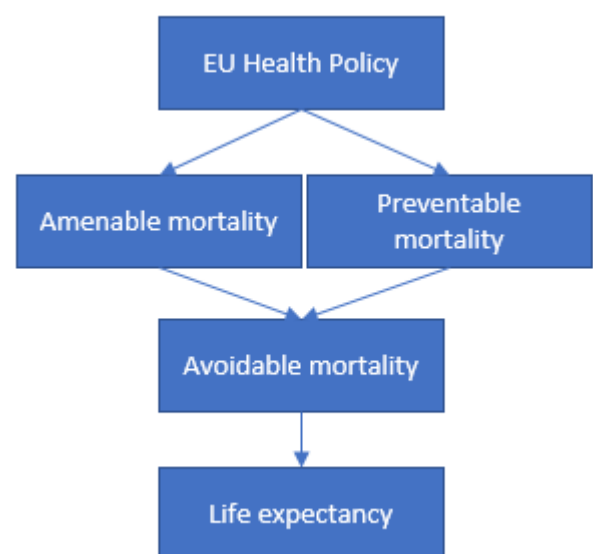 EU Health Policy
Amenable mortality
Preventable
mortality
Avoidable mortality
Life expectancy